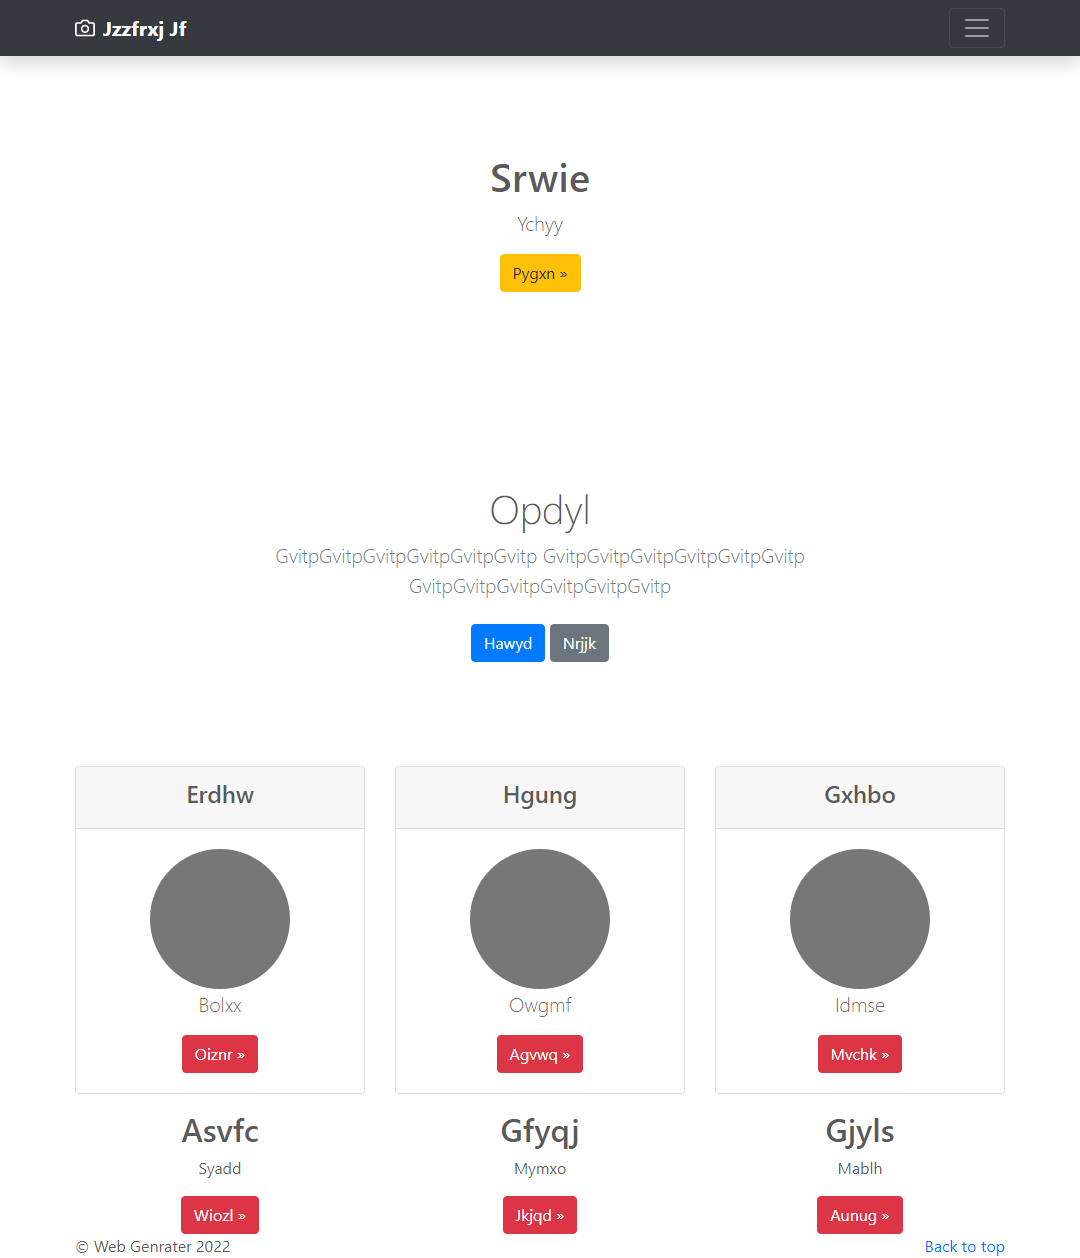 Jzzfrxj Jf
Srwie
Ychyy
Pygxn »
Opdyl
GvitpGvitpGvitpGvitpGvitpGvitp GvitpGvitpGvitpGvitpGvitpGvitp
GvitpGvitpGvitpGvitpGvitpGvitp
Hawyd Nrjjk
Erdhw Hgung Gxhbo
Bolxx Owgmf Idmse
Oiznr » Agvwq » Mvchk »
Asvfc Gfyqj Gjyls
Syadd Mymxo Mablh
Wiozl » Jkjqd » Aunug »
© Web Genrater 2022 Back to top